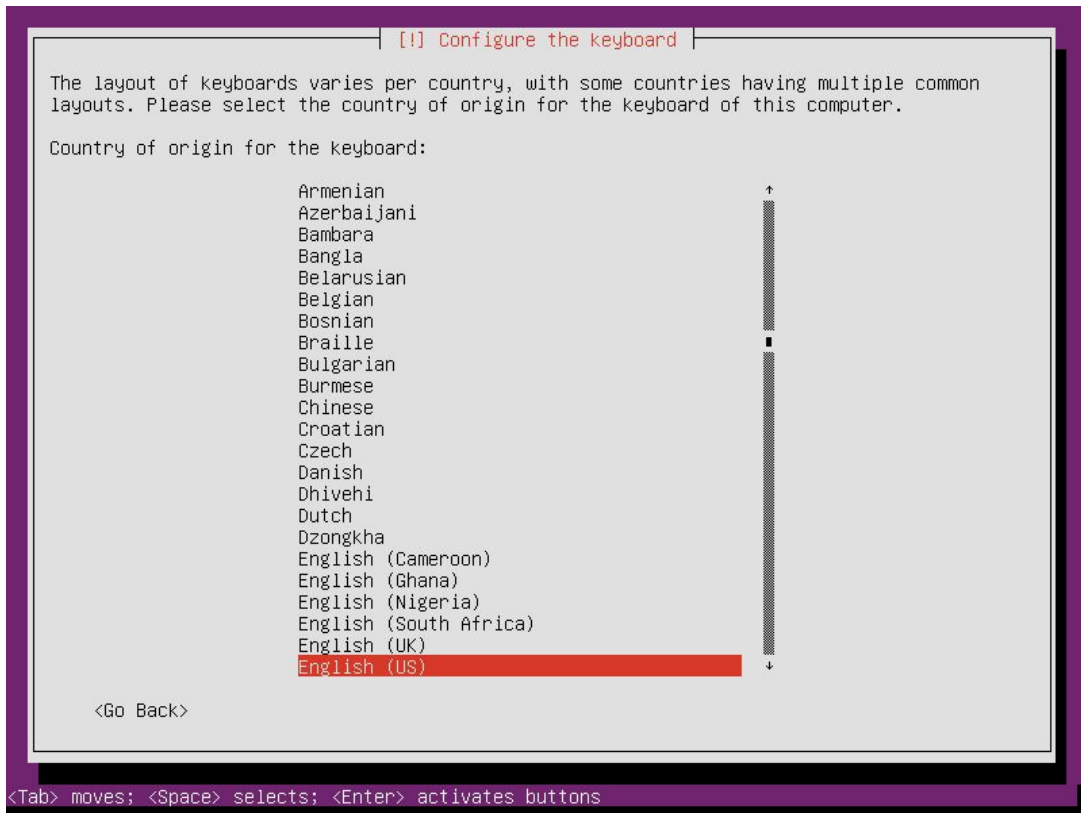 [!] Configure the keyboard
The layout of keyboards varies per country, with some countries having multiple common
layouts. Please select the country of origin for the keyboard of this computer.
Country of origin for the keyboard:
Armenian
Azerbaijani
Bambara
Bangla
Belarusian
Belgian
Bosnian
Braille
Bulgarian
Burmese
Chinese
Croatian
Czech
Danish
Dhivehi
Dutch
Dzongkha
English (Cameroon)
English (Ghana)
English (Nigeria)
English (South Africa)
English (UK)
English (US)
<Go Back>
<Tab> moves; <Space> selects; <Enter> activates buttons